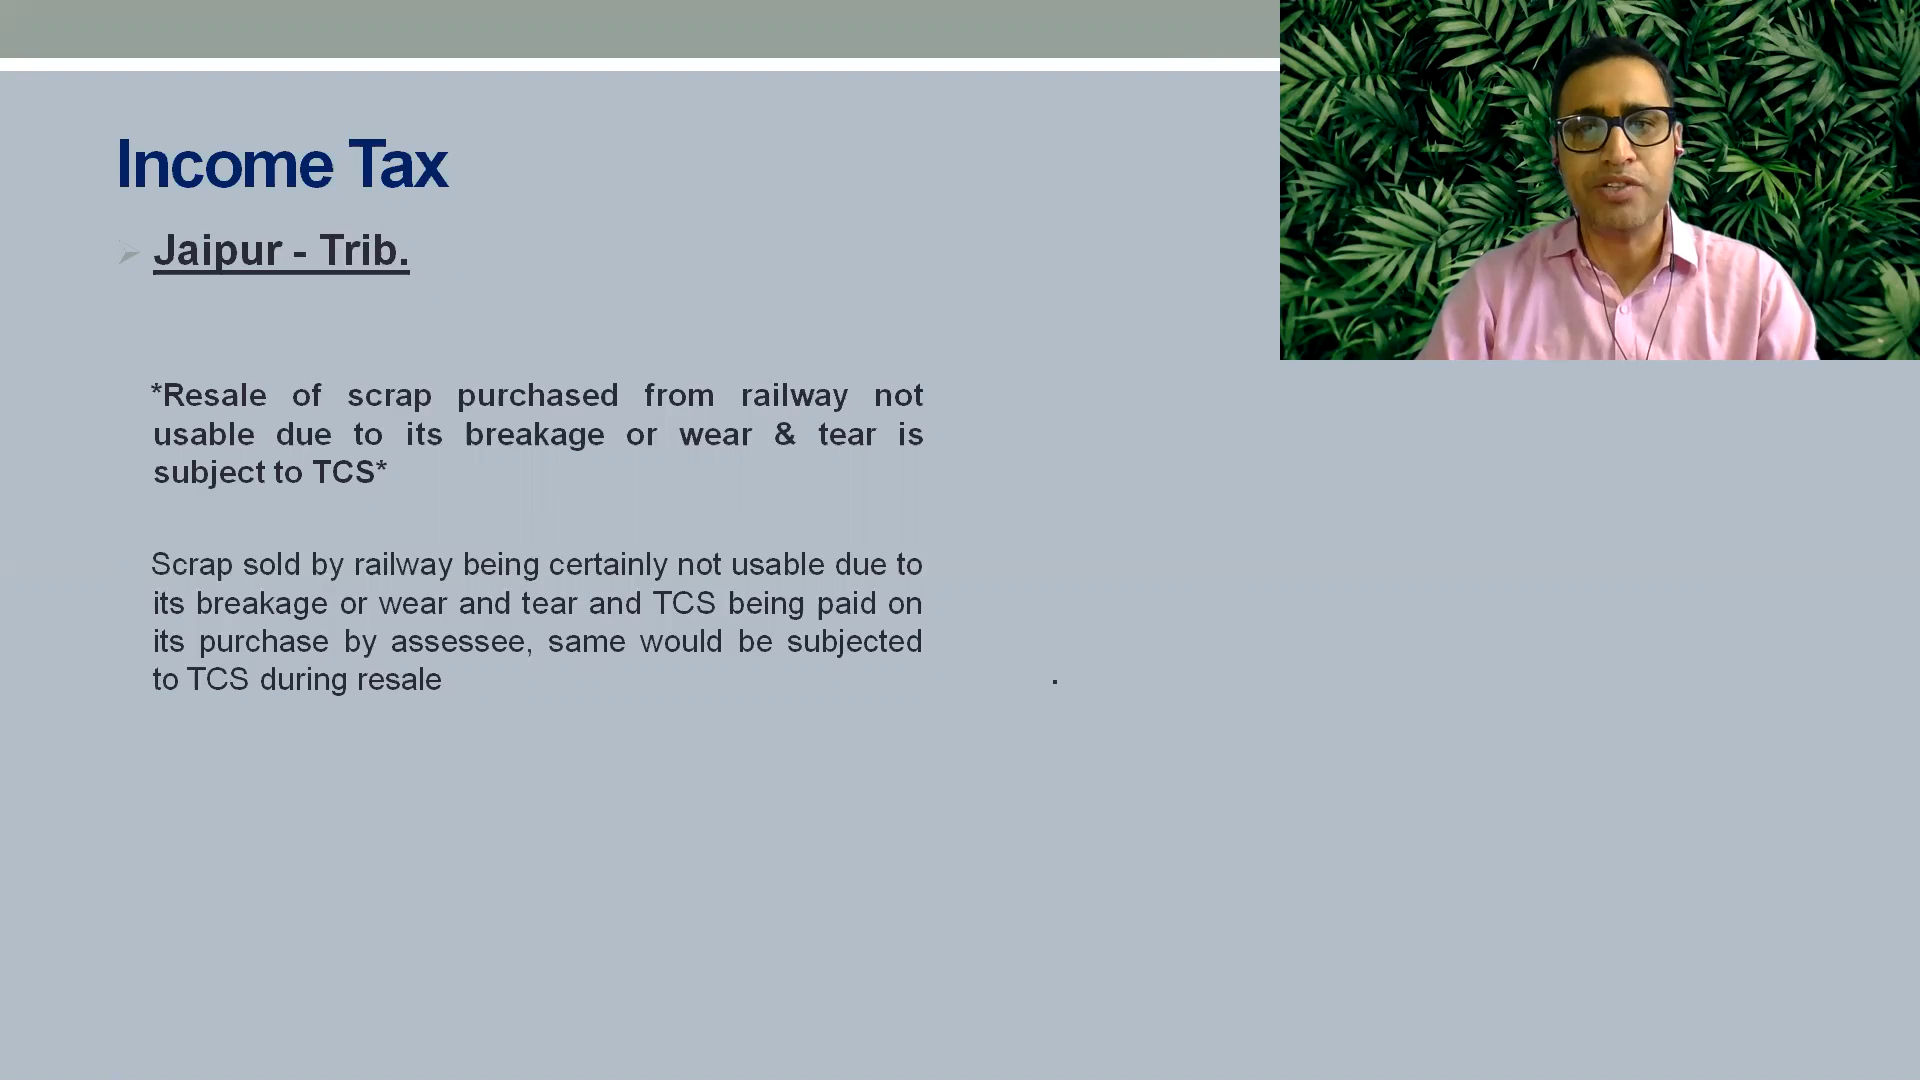 Income Tax
Jaipur - Trib.
*Resale of scrap purchased from railway not
usable due to its breakage or wear & tear is
subject to TCS*
Scrap sold by railway being certainly not usable due to
its breakage or wear and tear and TCS being paid on
its purchase by assessee, same would be subjected
to TCS during resale
.